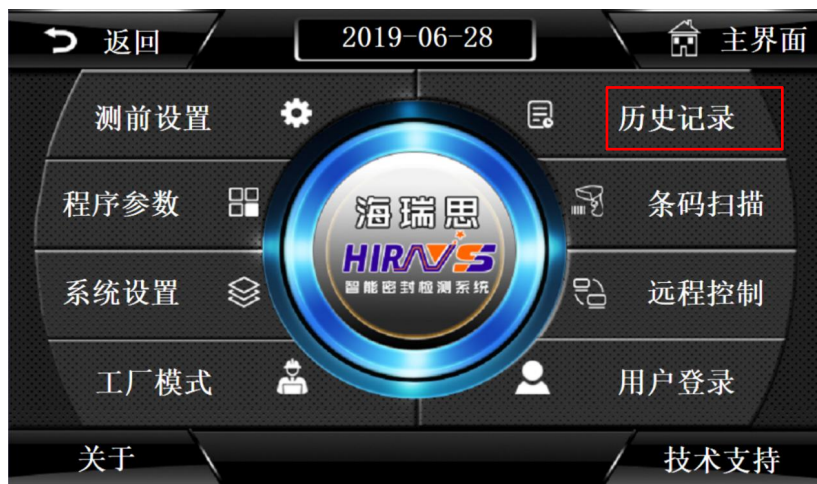 返回
2019-06-28
主界面
测前设置
历史记录
程序参数
条码扫描
海瑞思
HIRAYS
智能密封检测系统
系统设置
远程控制
工厂模式
用户登录
关于
技术支持